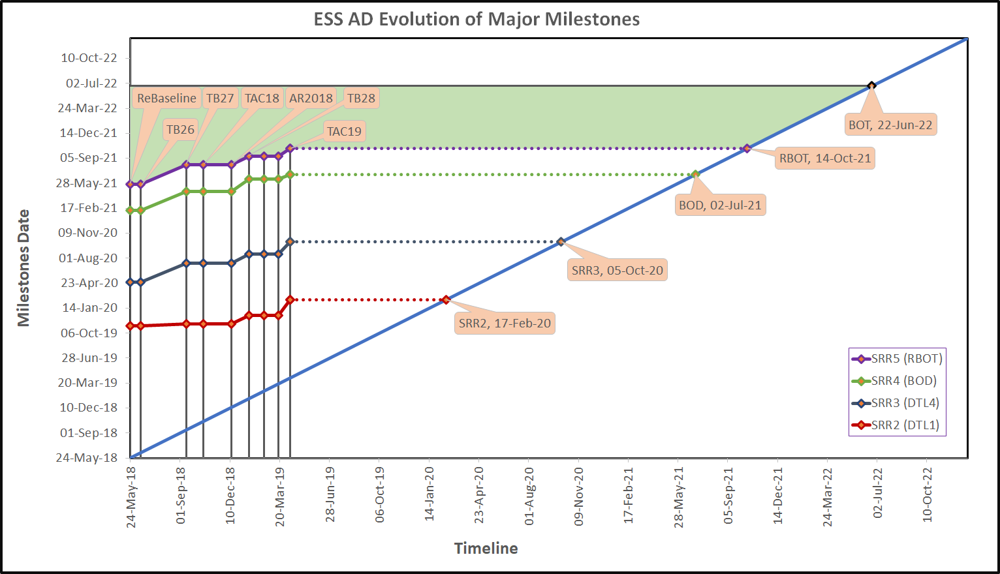 ESS AD Evolution of Major Milestones
10-Oct-22
02-Jul-22
24-Mar-22
14-Dec-21
05-Sep-21
28-May-21
17-Feb-21
09-Nov-20
01-Aug-20
23-Apr-20
14-Jan-20
06-Oct-19
28-Jun-19
20-Mar-19
10-Dec-18
01-Sep-18
24-May-18
Milestones Date
ReBaseline
TB26
TB27
TAC18
AR2018
TB28
TAC19
BOT, 22-Jun-22
RBOT, 14-Oct-21
BOD, 02-Jul-21
SRR3, 05-Oct-20
SRR2, 17-Feb-20
SRR5 (RBOT)
SRR4 (BOD)
SRR3 (DTL4)
SRR2 (DTL1)
24-May-18
01-Sep-18
10-Dec-18
20-Mar-19
28-Jun-19
06-Oct-19
14-Jan-20
23-Apr-20
01-Aug-20
09-Nov-20
17-Feb-21
28-May-21
05-Sep-21
14-Dec-21
24-Mar-22
02-Jul-22
10-Oct-22
Timeline